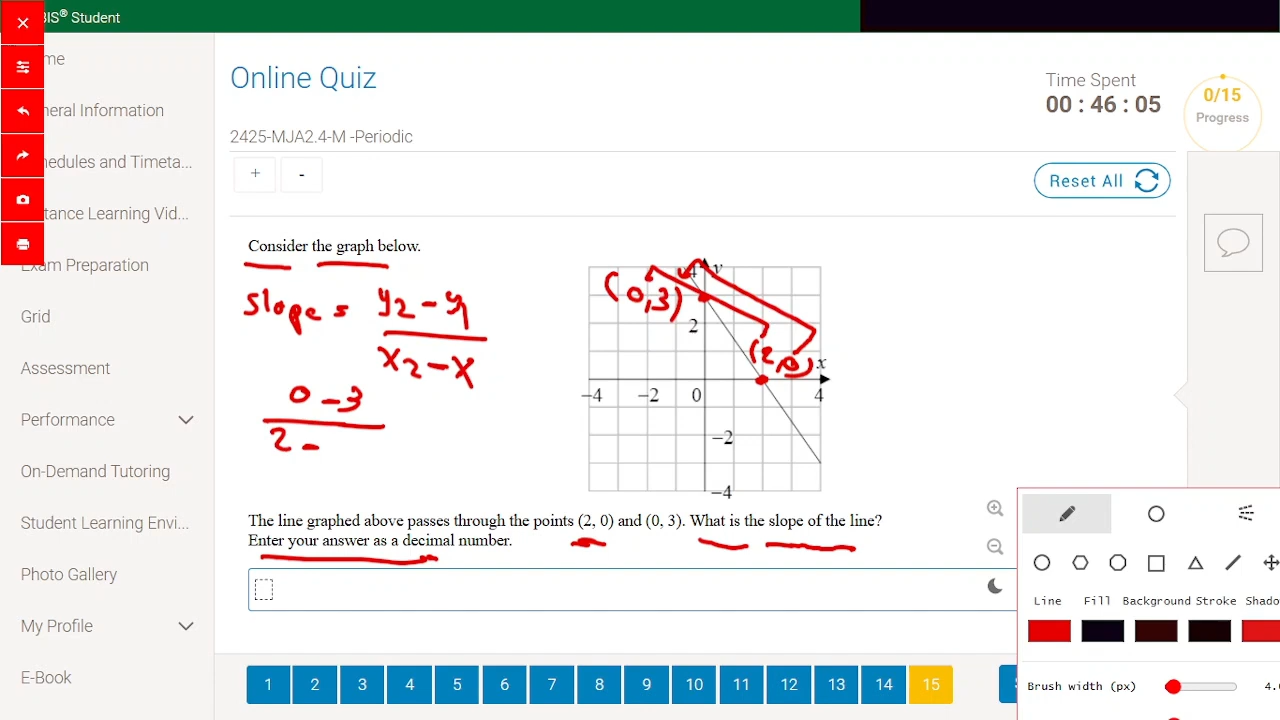 BIS® Student
me
neral Information
hedules and Timeta...
tance Learning Vid...
Exam Preparation
Grid
Assessment
Performance
On-Demand Tutoring
Student Learning Envi...
Photo Gallery
My Profile
E-Book
Online Quiz
2425-MJA2.4-M -Periodic
Time Spent
00 : 46 : 05
0/15
Progress
+ -
Reset All
Consider the graph below.
slope = y2 - y
x2 - x
0 - 3
2 -
4 y
(0,3)
2
(2,0)
x
-4 -2 0 4
-2
-4
The line graphed above passes through the points (2, 0) and (0, 3). What is the slope of the line?
Enter your answer as a decimal number.
1 2 3 4 5 6 7 8 9 10 11 12 13 14 15
Line Fill Background Stroke Shado
Brush width (px) 4.